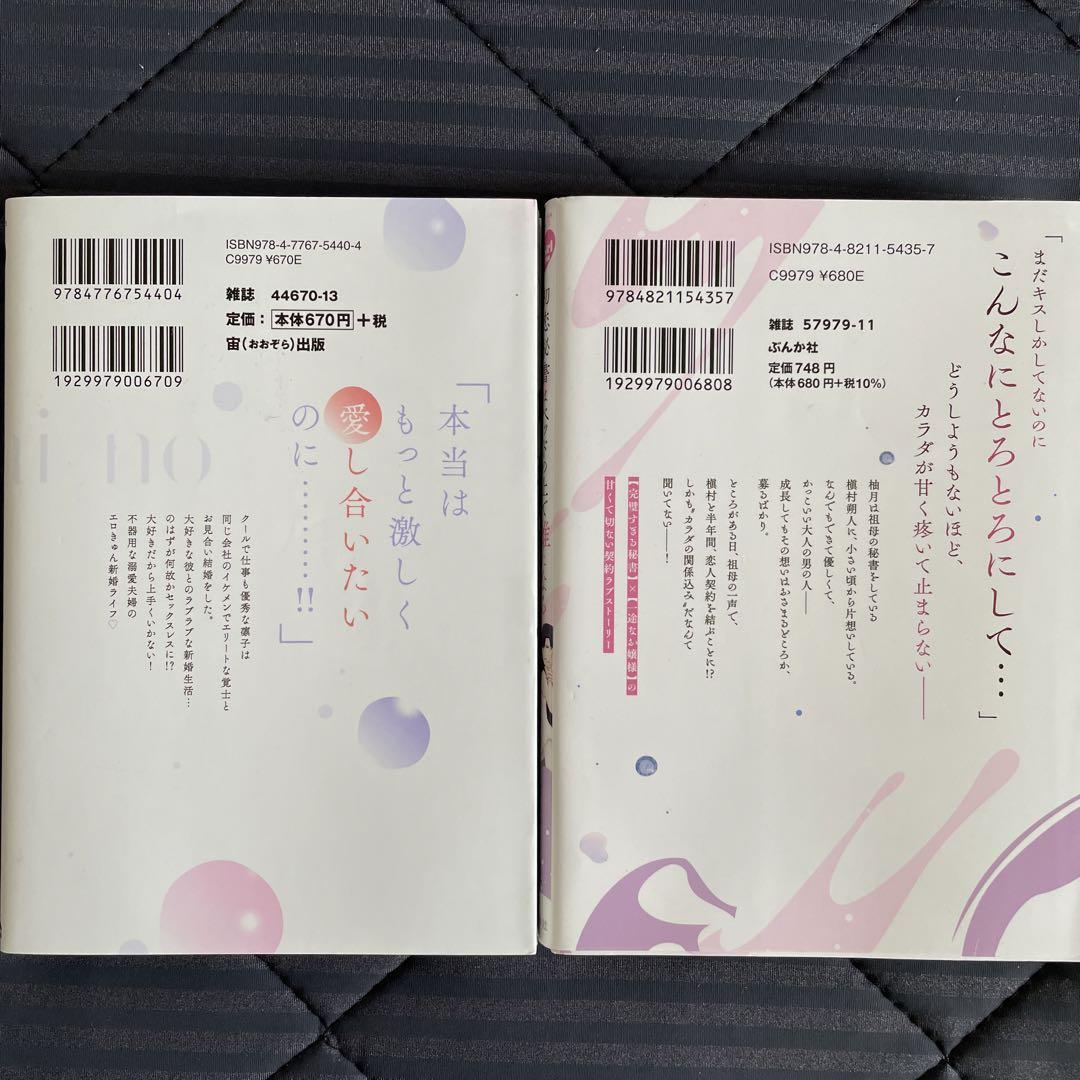 ISBN978-4-7767-5440-4
C9979 ¥670E
9784776754404
雑誌 44670-13
定価：本体670円+税
宙(おおぞら)出版
1929979006709
「本当は
もっと激しく
愛し合いたい
のに…………!!」
クールで仕事も優秀な凛子は
同じ会社のイケメンでエリートな覚士と
お見合い結婚をした。
大好きな彼とのラブラブな新婚生活…
のはずが何故かセックスレスに!?
大好きだから上手くいかない！
不器用な溺愛夫婦の
エロきゅん新婚ライフ♡
ISBN978-4-8211-5435-7
C9979 ¥680E
9784821154357
雑誌 57979-11
ぶんか社
定価748円
(本体680円+税10%)
1929979006808
「まだキスしかしてないのに
こんなにとろとろにして…」
どうしようもないほど、
カラダが甘く疼いて止まらない――
柚月は祖母の秘書をしている
槇村朔人に、小さい頃から片想いしている。
なんでもできて優しくて、
かっこいい大人の男の人――
成長してもその想いはふくらむどころか、
募るばかり。
ところがある日、祖母の一声で、
槇村と半年間、恋人契約を結ぶことに!?
しかも“カラダの関係込み”だなんて
聞いてない――！
【完璧すぎる秘書】×【一途なお嬢様】の
甘くて切ない契約ラブストーリー